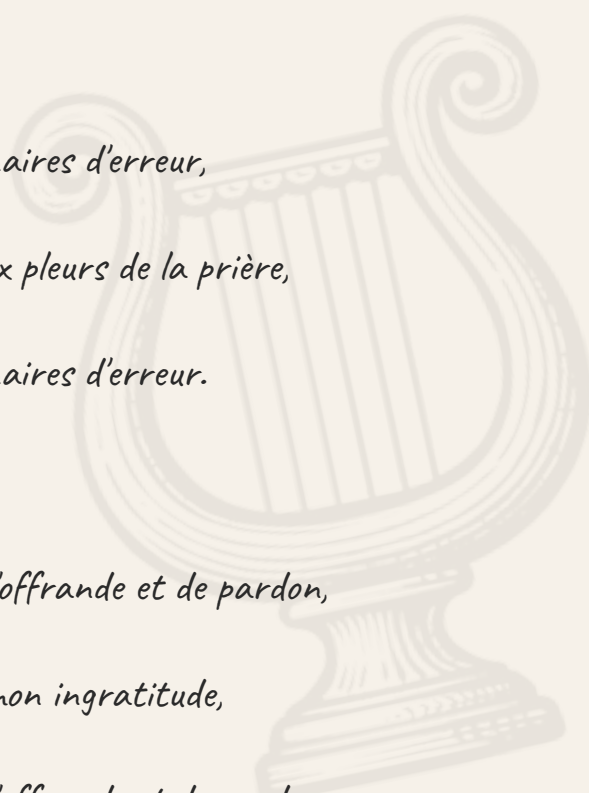 aires d'erreur,
x pleurs de la prière,
aires d'erreur.
offrande et de pardon,
non ingratitude,